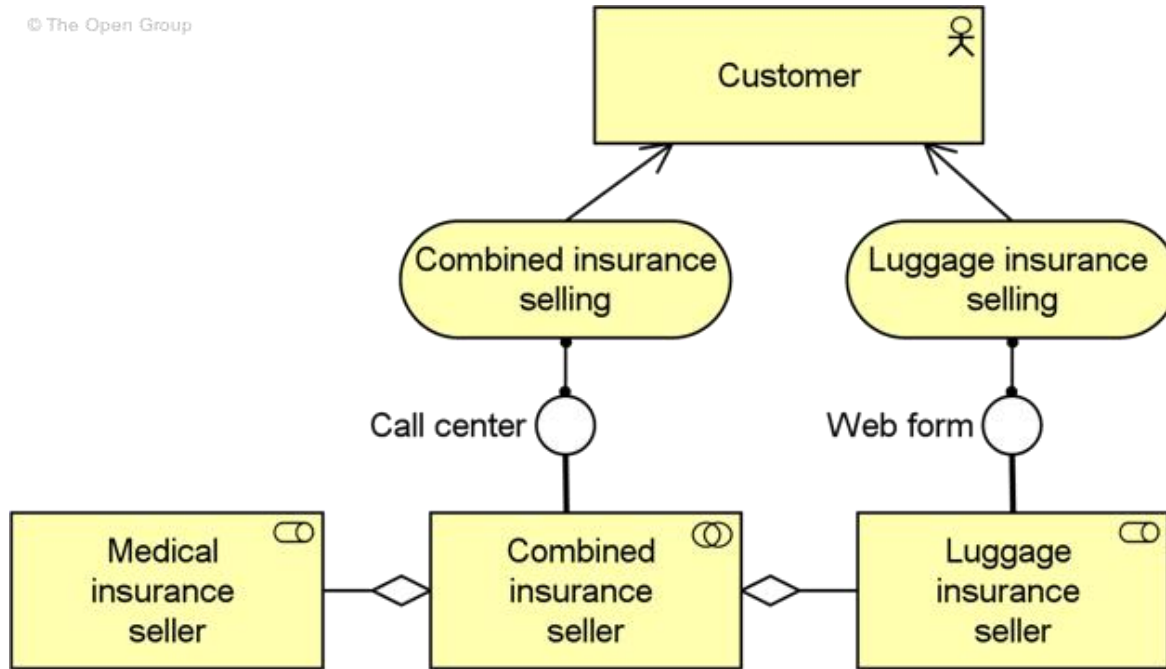 © The Open Group
Customer
Combined insurance
selling
Luggage insurance
selling
Call center
Web form
Medical
insurance
seller
Combined
insurance
seller
Luggage
insurance
seller